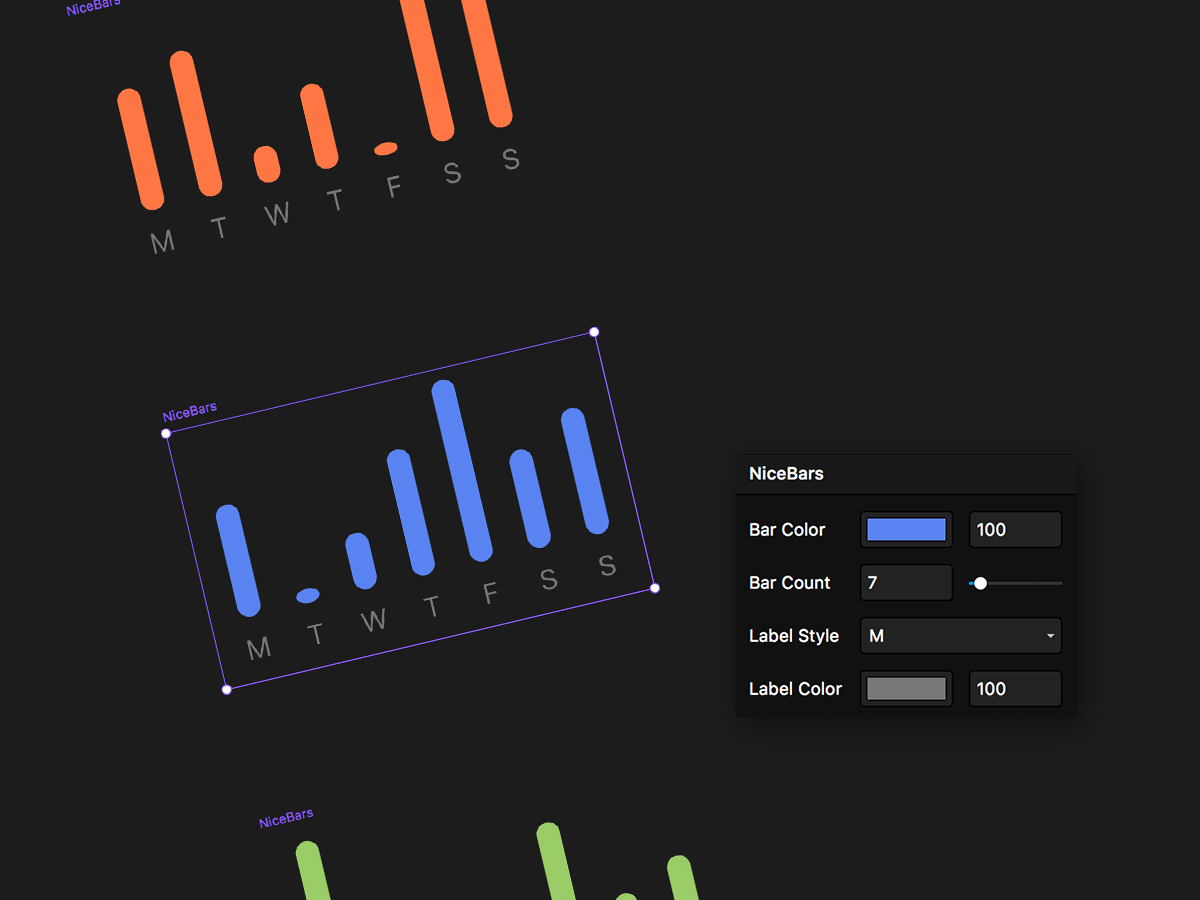 NiceBars
M T W T F S S
NiceBars
M T W T F S S
NiceBars
Bar Color 100
Bar Count 7
Label Style M
Label Color 100
NiceBars